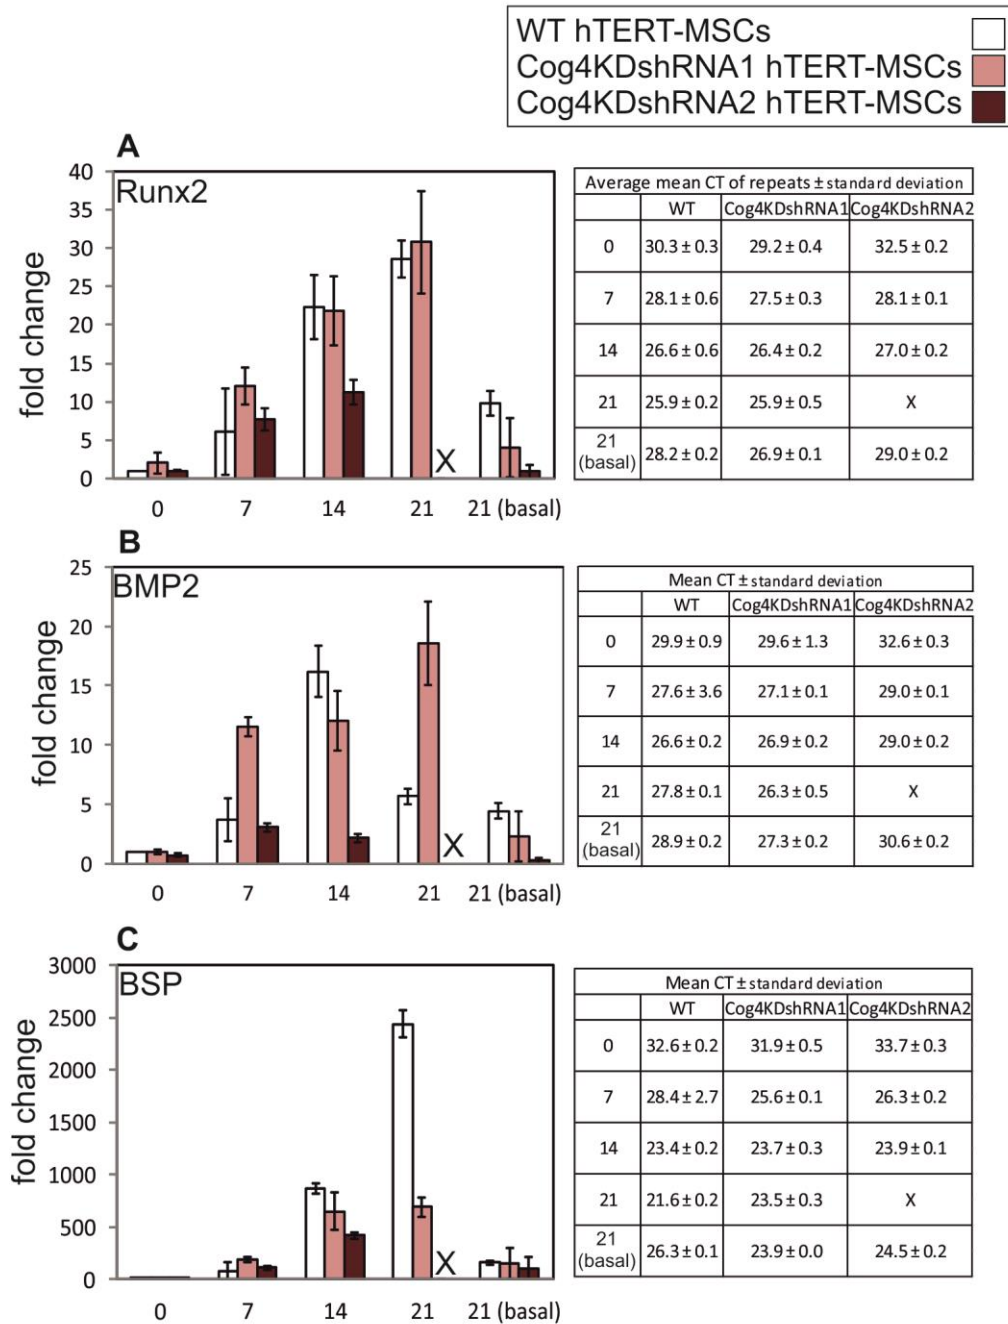 WT hTERT-MSCs
Cog4KDshRNA1 hTERT-MSCs
Cog4KDshRNA2 hTERT-MSCs
A
Runx2
fold change
40
35
30
25
20
15
10
5
0
X
0 7 14 21 21 (basal)
Average mean CT of repeats ± standard deviation
WT Cog4KDshRNA1 Cog4KDshRNA2
0 30.3 ± 0.3 29.2 ± 0.4 32.5 ± 0.2
7 28.1 ± 0.6 27.5 ± 0.3 28.1 ± 0.1
14 26.6 ± 0.6 26.4 ± 0.2 27.0 ± 0.2
21 25.9 ± 0.2 25.9 ± 0.5 X
21 (basal) 28.2 ± 0.2 26.9 ± 0.1 29.0 ± 0.2
B
BMP2
fold change
25
20
15
10
5
0
X
0 7 14 21 21 (basal)
Mean CT ± standard deviation
WT Cog4KDshRNA1 Cog4KDshRNA2
0 29.9 ± 0.9 29.6 ± 1.3 32.6 ± 0.3
7 27.6 ± 3.6 27.1 ± 0.1 29.0 ± 0.1
14 26.6 ± 0.2 26.9 ± 0.2 29.0 ± 0.2
21 27.8 ± 0.1 26.3 ± 0.5 X
21 (basal) 28.9 ± 0.2 27.3 ± 0.2 30.6 ± 0.2
C
BSP
fold change
3000
2500
2000
1500
1000
500
0
X
0 7 14 21 21 (basal)
Mean CT ± standard deviation
WT Cog4KDshRNA1 Cog4KDshRNA2
0 32.6 ± 0.2 31.9 ± 0.5 33.7 ± 0.3
7 28.4 ± 2.7 25.6 ± 0.1 26.3 ± 0.2
14 23.4 ± 0.2 23.7 ± 0.3 23.9 ± 0.1
21 21.6 ± 0.2 23.5 ± 0.3 X
21 (basal) 26.3 ± 0.1 23.9 ± 0.0 24.5 ± 0.2